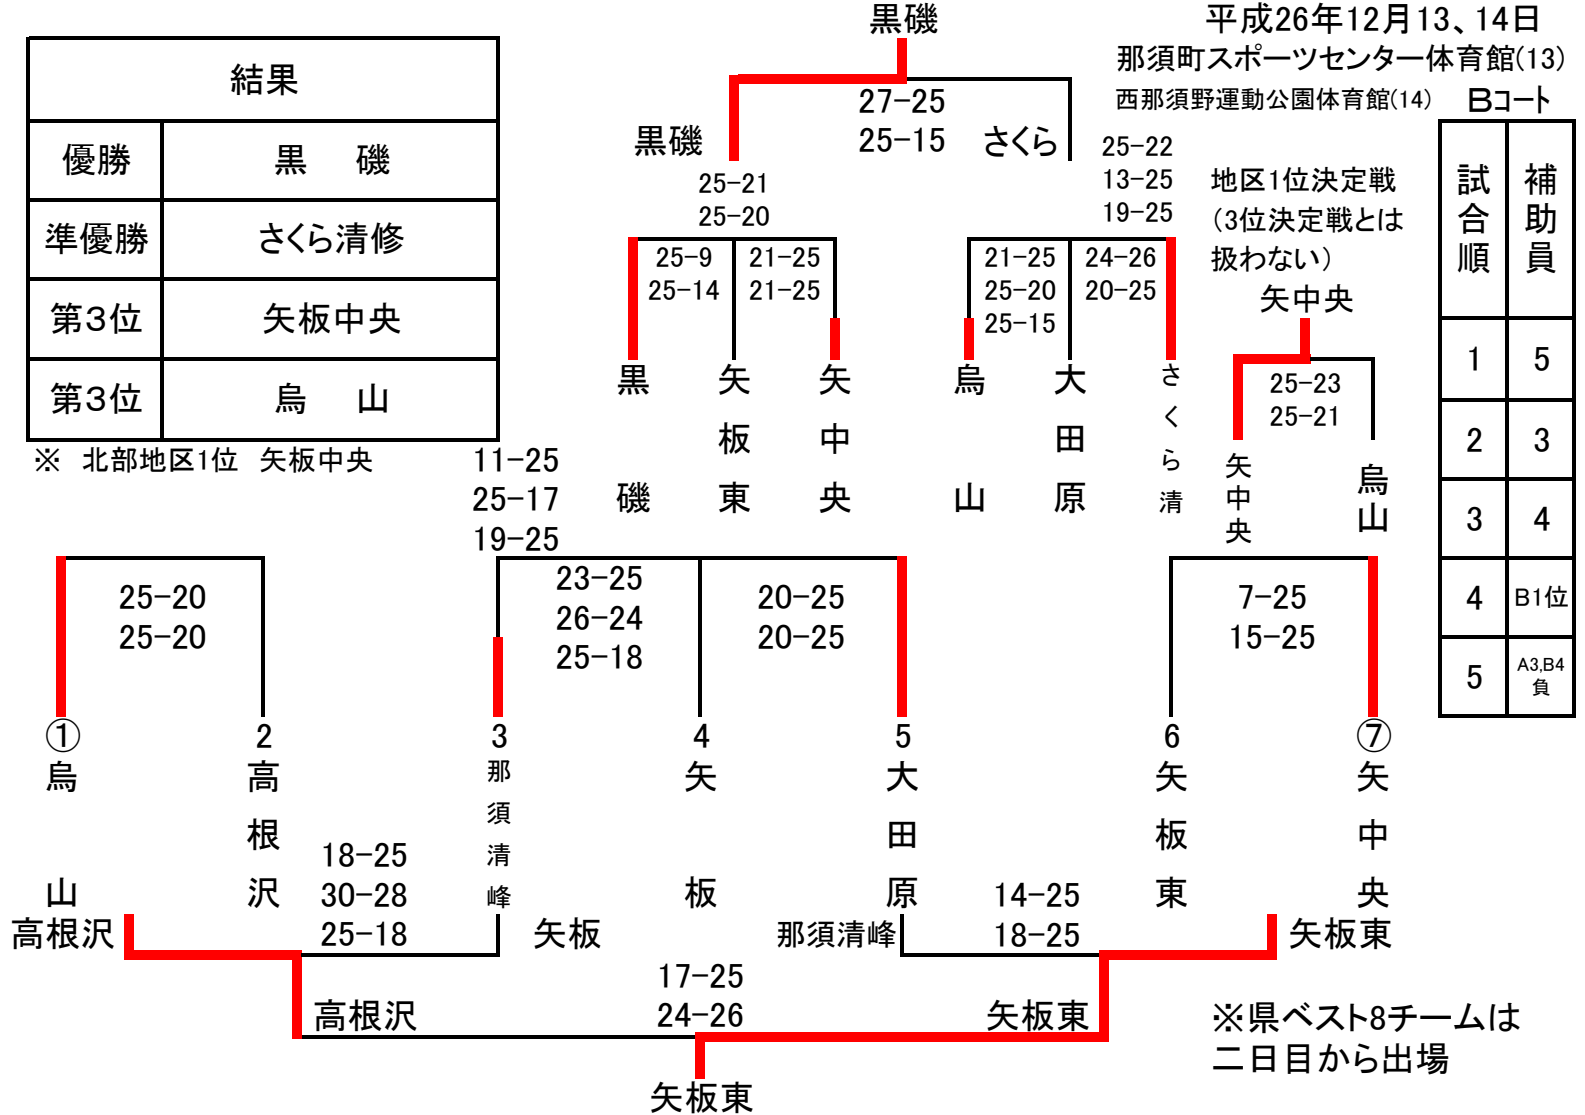 黒磯
平成26年12月13、14日
那須町スポーツセンター体育館(13)
西那須野運動公園体育館(14)
Bコート
結果
優勝 黒 磯
準優勝 さくら清修
第3位 矢板中央
第3位 烏 山
※ 北部地区1位 矢板中央
27-25
25-15
黒磯
さくら
25-21
25-20
25-22
13-25
19-25
地区1位決定戦
(3位決定戦とは
扱わない)
25-9
25-14
21-25
21-25
21-25
25-20
25-15
24-26
20-25
黒磯
矢板東
矢中央
烏山
大田原
さくら清
矢中央
25-23
25-21
矢中央
烏山
試合順 補助員
1 5
2 3
3 4
4 B1位
5 A3,B4負
11-25
25-17
19-25
25-20
25-20
23-25
26-24
25-18
20-25
20-25
7-25
15-25
①
烏山
2
高根沢
3
那須清峰
4
矢板
5
大田原
6
矢板東
⑦
矢中央
18-25
30-28
25-18
14-25
18-25
高根沢
矢板
那須清峰
矢板東
17-25
24-26
高根沢
矢板東
矢板東
※県ベスト8チームは
二日目から出場